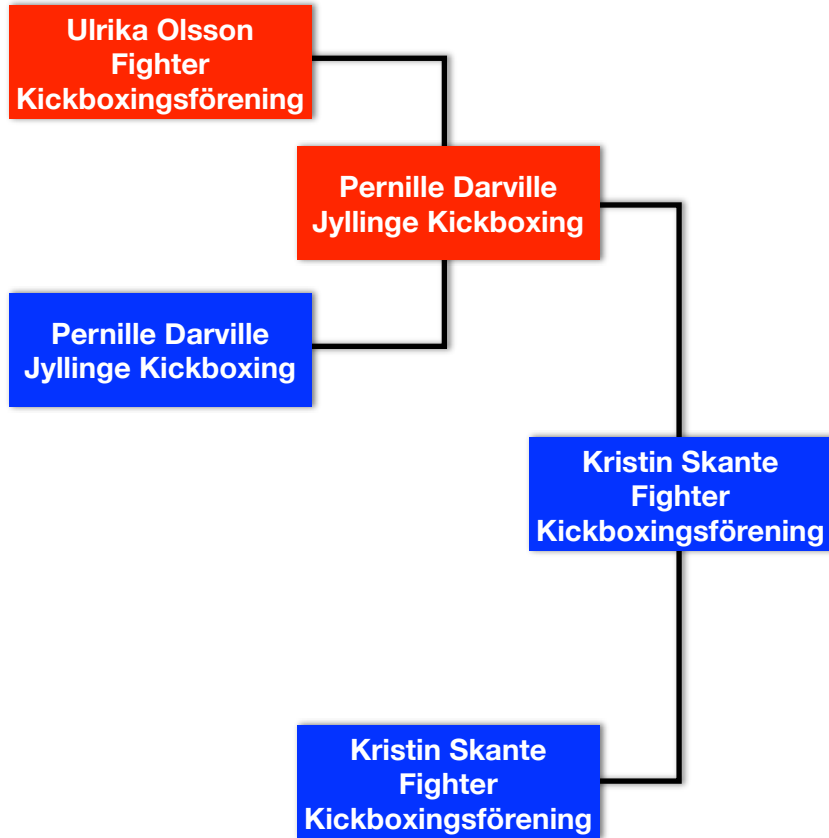 Ulrika Olsson
Fighter
Kickboxingsförening
Pernille Darville
Jyllinge Kickboxing
Pernille Darville
Jyllinge Kickboxing
Kristin Skante
Fighter
Kickboxingsförening
Kristin Skante
Fighter
Kickboxingsförening